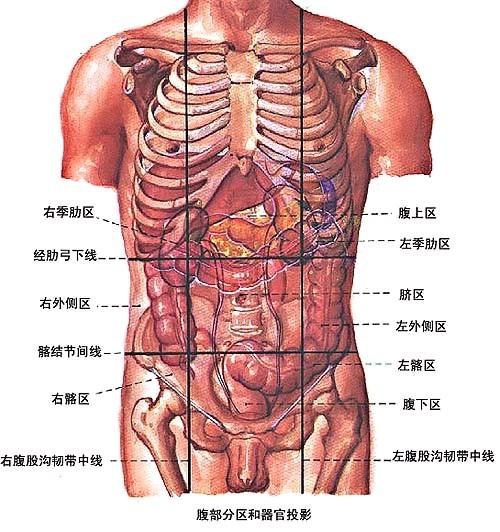 右季肋区
腹上区
经肋弓下线
左季肋区
右外侧区
脐区
左外侧区
髂结节间线
左髂区
右髂区
腹下区
右腹股沟韧带中线
左腹股沟韧带中线
腹部分区和器官投影